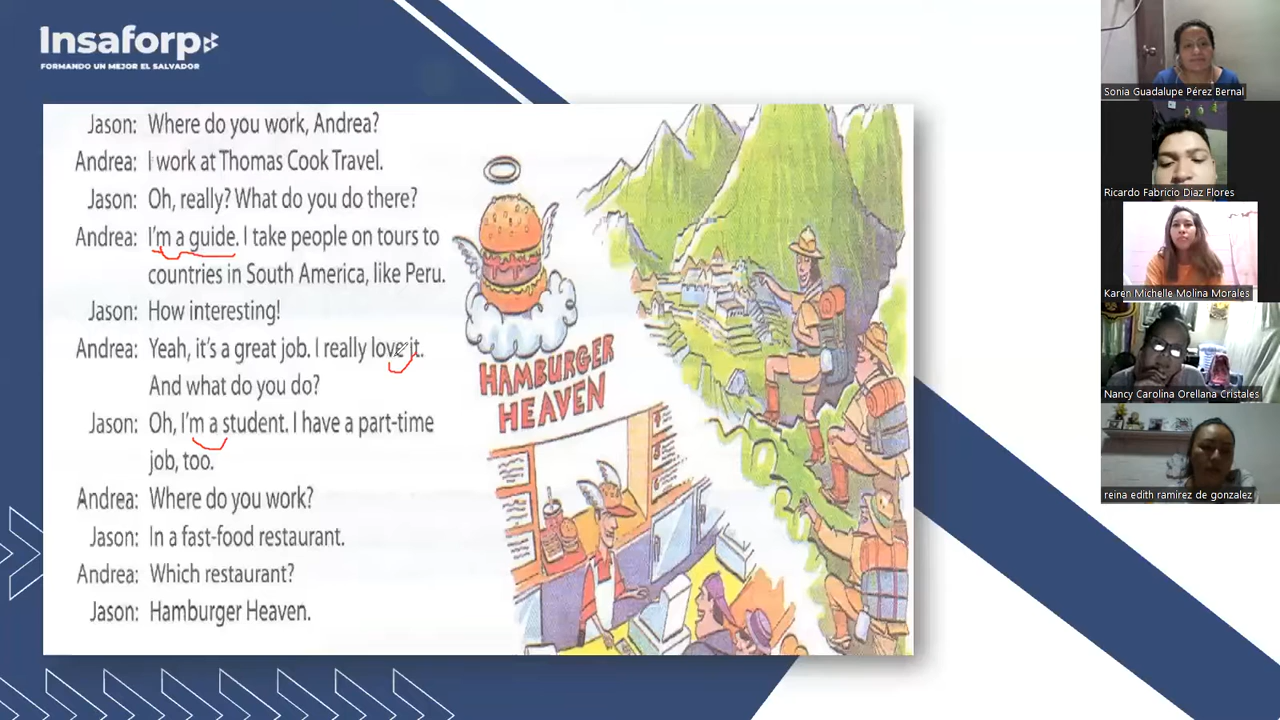 Insaforp
FORMANDO UN MEJOR EL SALVADOR
Jason: Where do you work, Andrea?
Andrea: I work at Thomas Cook Travel.
Jason: Oh, really? What do you do there?
Andrea: I'm a guide. I take people on tours to
countries in South America, like Peru.
Jason: How interesting!
Andrea: Yeah, it's a great job. I really love it.
And what do you do?
Jason: Oh, I'm a student. I have a part-time
job, too.
Andrea: Where do you work?
Jason: In a fast-food restaurant.
Andrea: Which restaurant?
Jason: Hamburger Heaven.
HAMBURGER
HEAVEN
Sonia Guadalupe Pérez Bernal
Ricardo Fabricio Diaz Flores
Karen Michelle Molina Morales
Nancy Carolina Orellana Cristales
reina edith ramirez de gonzalez